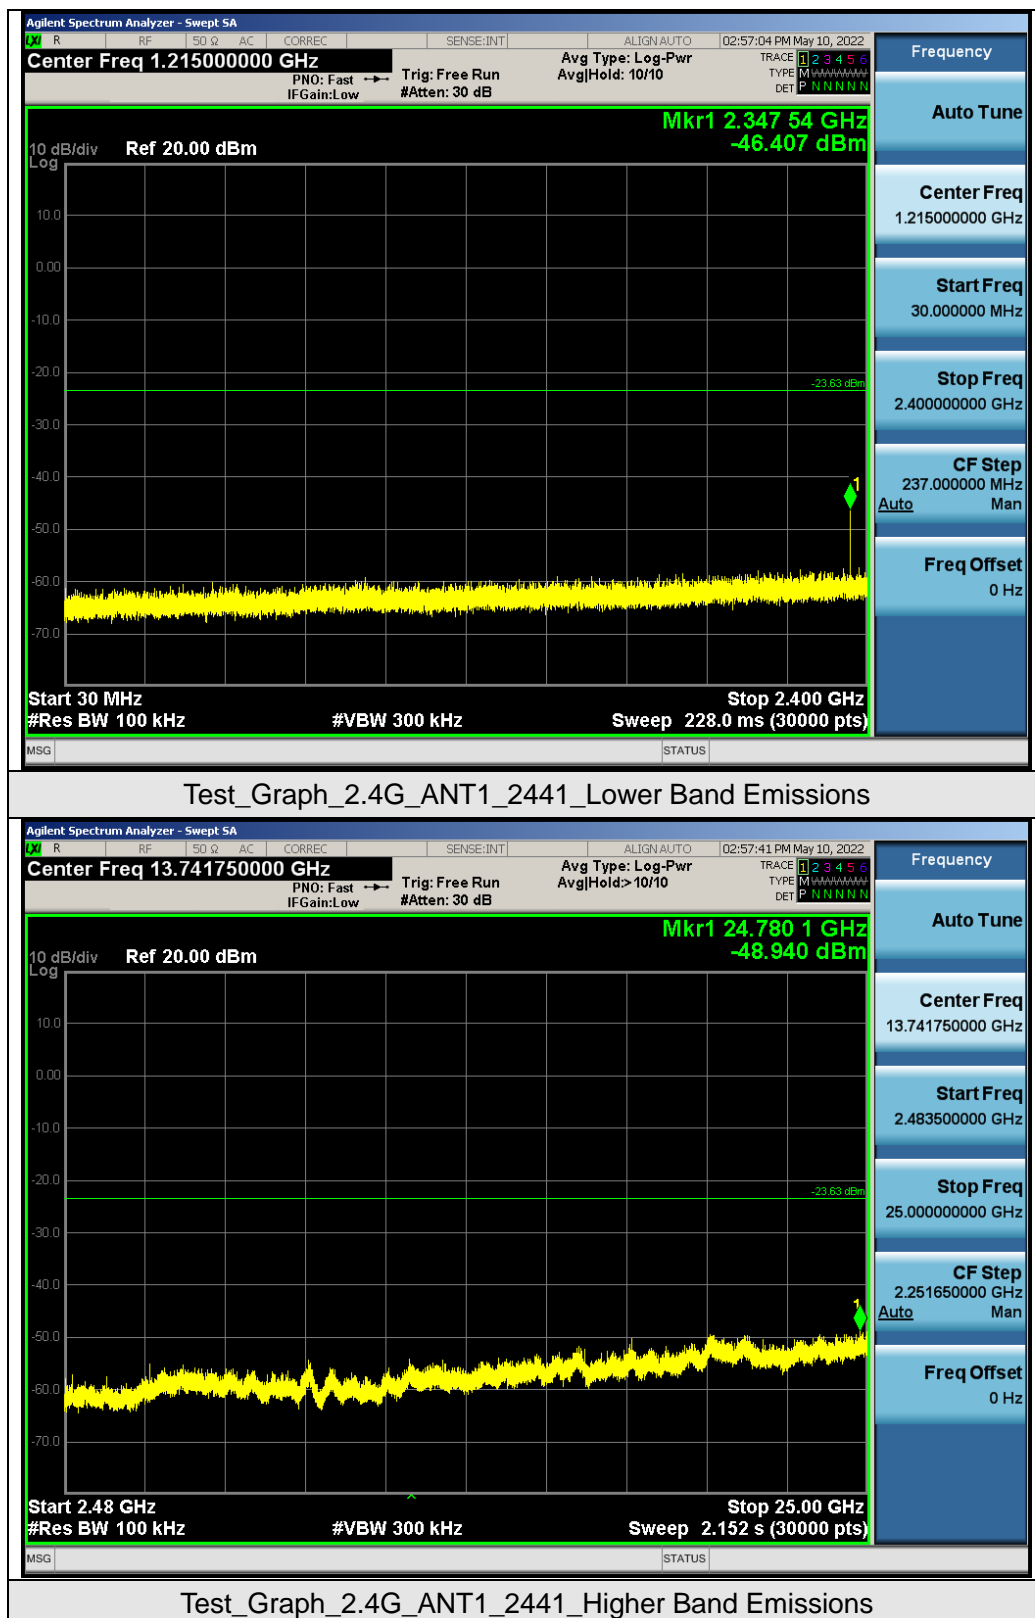 Agilent Spectrum Analyzer - Swept SA
LXI R RF 50 Ω AC CORREC SENSE:INT ALIGN AUTO 02:57:04 PM May 10, 2022
Center Freq 1.215000000 GHz
PNO: Fast
IFGain:Low
Trig: Free Run
#Atten: 30 dB
Avg Type: Log-Pwr
Avg|Hold: 10/10
TRACE 1 2 3 4 5 6
TYPE M WWWWW
DET P N N N N N
Mkr1 2.347 54 GHz
-46.407 dBm
10 dB/div Ref 20.00 dBm
Log
10.0
0.00
-10.0
-20.0
-23.63 dBm
-30.0
-40.0
1
-50.0
-60.0
-70.0
Start 30 MHz Stop 2.400 GHz
#Res BW 100 kHz #VBW 300 kHz Sweep 228.0 ms (30000 pts)
MSG STATUS
Frequency
Auto Tune
Center Freq
1.215000000 GHz
Start Freq
30.000000 MHz
Stop Freq
2.400000000 GHz
CF Step
237.000000 MHz
Auto Man
Freq Offset
0 Hz
Test_Graph_2.4G_ANT1_2441_Lower Band Emissions
Agilent Spectrum Analyzer - Swept SA
LXI R RF 50 Ω AC CORREC SENSE:INT ALIGN AUTO 02:57:41 PM May 10, 2022
Center Freq 13.741750000 GHz
PNO: Fast
IFGain:Low
Trig: Free Run
#Atten: 30 dB
Avg Type: Log-Pwr
Avg|Hold:>10/10
TRACE 1 2 3 4 5 6
TYPE M WWWWW
DET P N N N N N
Mkr1 24.780 1 GHz
-48.940 dBm
10 dB/div Ref 20.00 dBm
Log
10.0
0.00
-10.0
-20.0
-23.63 dBm
-30.0
-40.0
1
-50.0
-60.0
-70.0
Start 2.48 GHz Stop 25.00 GHz
#Res BW 100 kHz #VBW 300 kHz Sweep 2.152 s (30000 pts)
MSG STATUS
Frequency
Auto Tune
Center Freq
13.741750000 GHz
Start Freq
2.483500000 GHz
Stop Freq
25.000000000 GHz
CF Step
2.251650000 GHz
Auto Man
Freq Offset
0 Hz
Test_Graph_2.4G_ANT1_2441_Higher Band Emissions